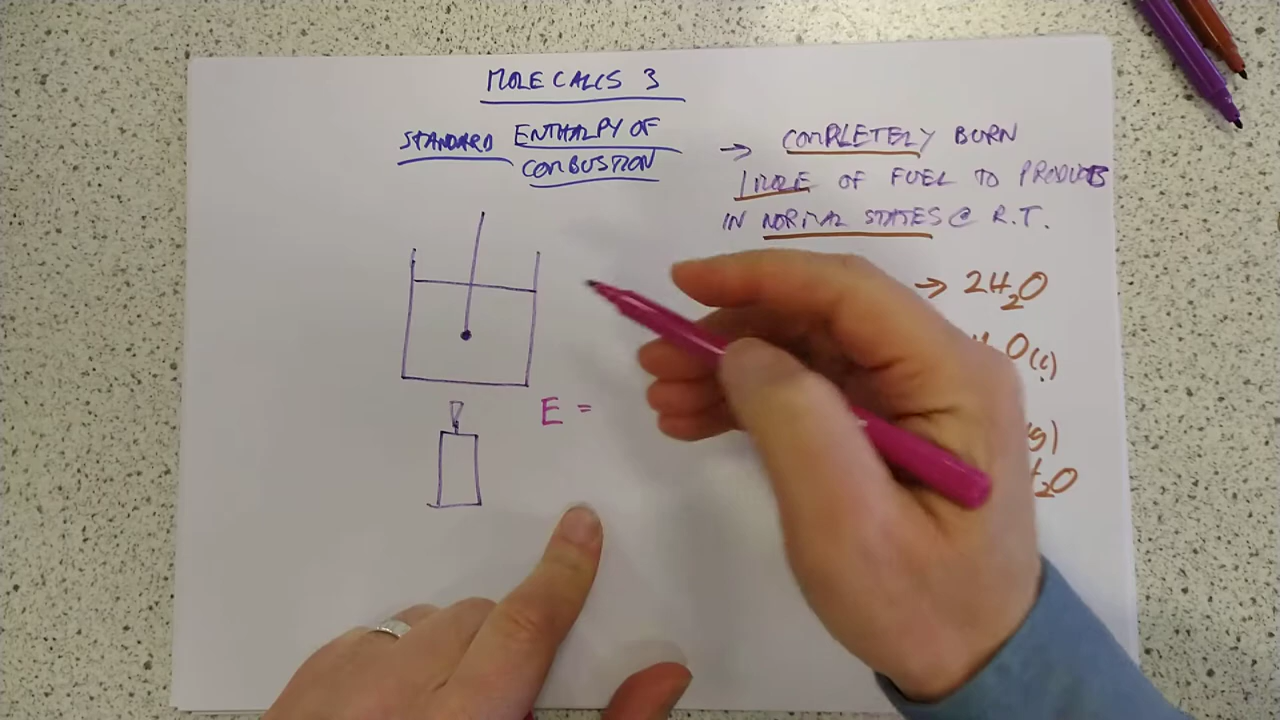 MOLE CALCS 3
STANDARD ENTHALPY OF
COMBUSTION
→ COMPLETELY BURN
1 MOLE OF FUEL TO PRODUCTS
IN NORMAL STATES @ R.T.
→ 2H₂O
O(l)
E =
g)
₂O